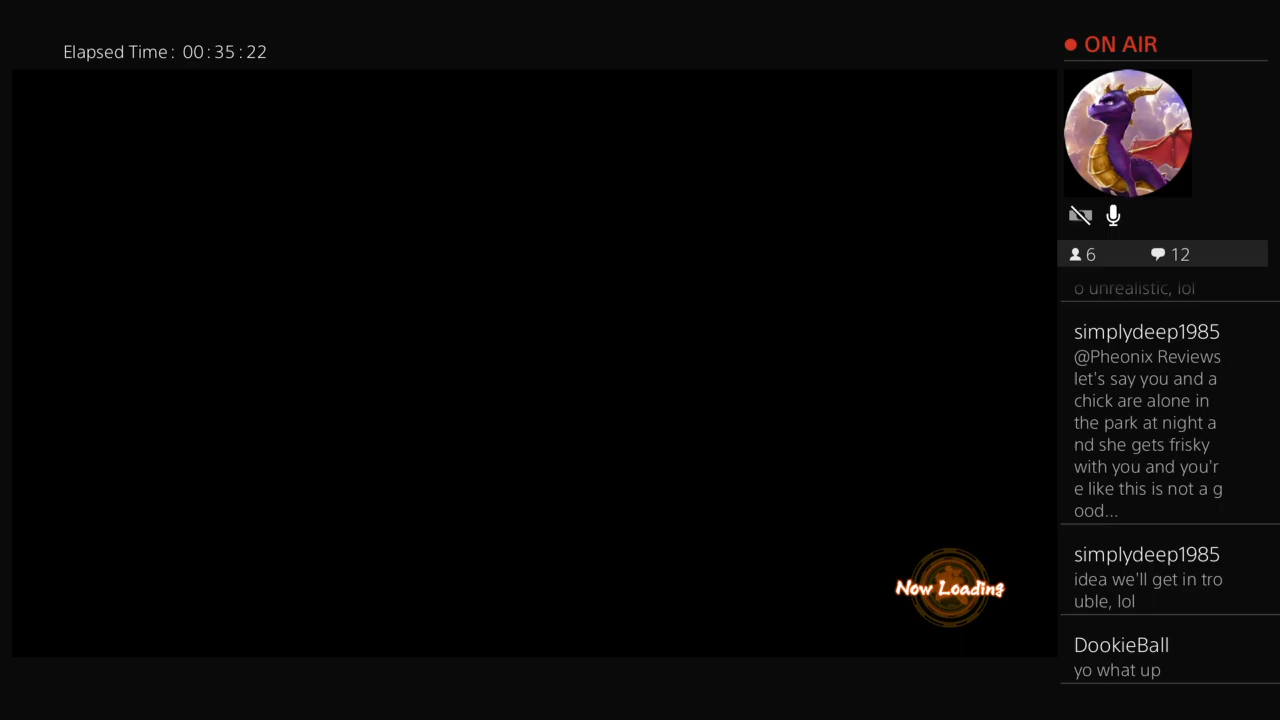 Elapsed Time: 00:35:22
ON AIR
6 12
o unrealistic, lol
simplydeep1985
@Pheonix Reviews
let's say you and a
chick are alone in
the park at night a
nd she gets frisky
with you and you'r
e like this is not a g
ood...
simplydeep1985
idea we'll get in tro
uble, lol
DookieBall
yo what up
Now Loading